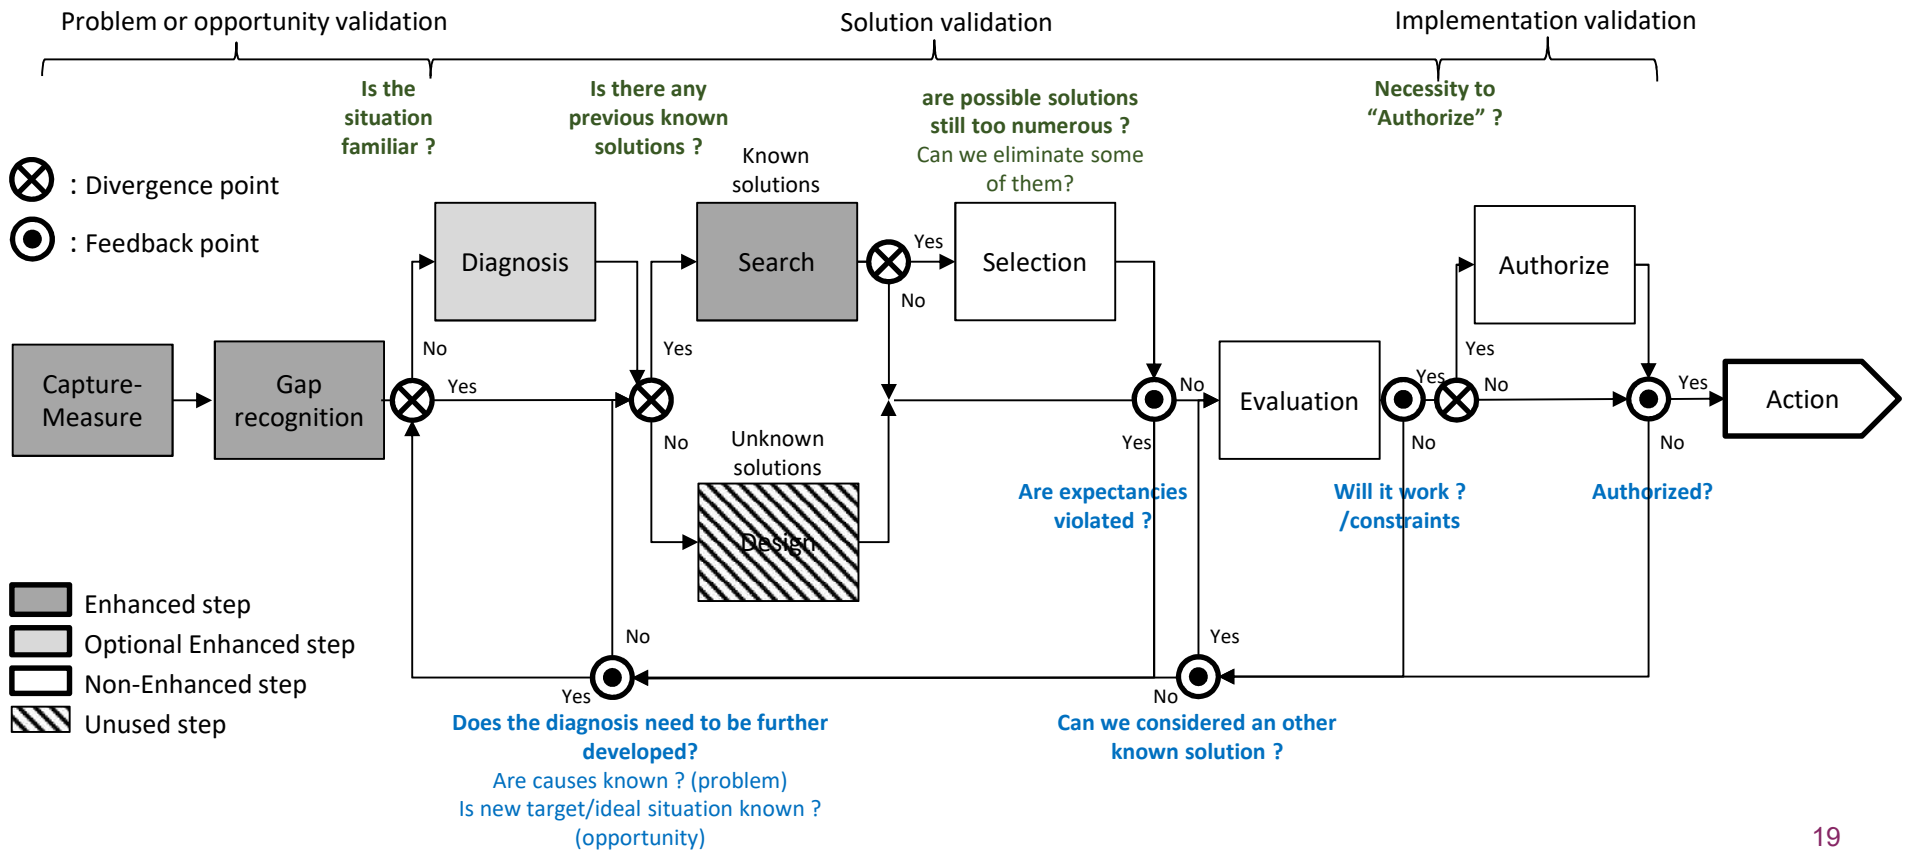 Problem or opportunity validation
Solution validation
Implementation validation
Is the
situation
familiar ?
Is there any
previous known
solutions ?
are possible solutions
still too numerous ?
Can we eliminate some
of them?
Necessity to
“Authorize” ?
: Divergence point
: Feedback point
Known
solutions
Diagnosis
Search
Yes
Selection
No
Authorize
Capture-
Measure
Gap
recognition
No
Yes
Yes
No
Unknown
solutions
Design
No
Yes
Evaluation
Yes
No
Yes
No
Yes
No
Action
Are expectancies
violated ?
Will it work ?
/constraints
Authorized?
Enhanced step
Optional Enhanced step
Non-Enhanced step
Unused step
No
Yes
Yes
No
Does the diagnosis need to be further
developed?
Are causes known ? (problem)
Is new target/ideal situation known ?
(opportunity)
Can we considered an other
known solution ?
19